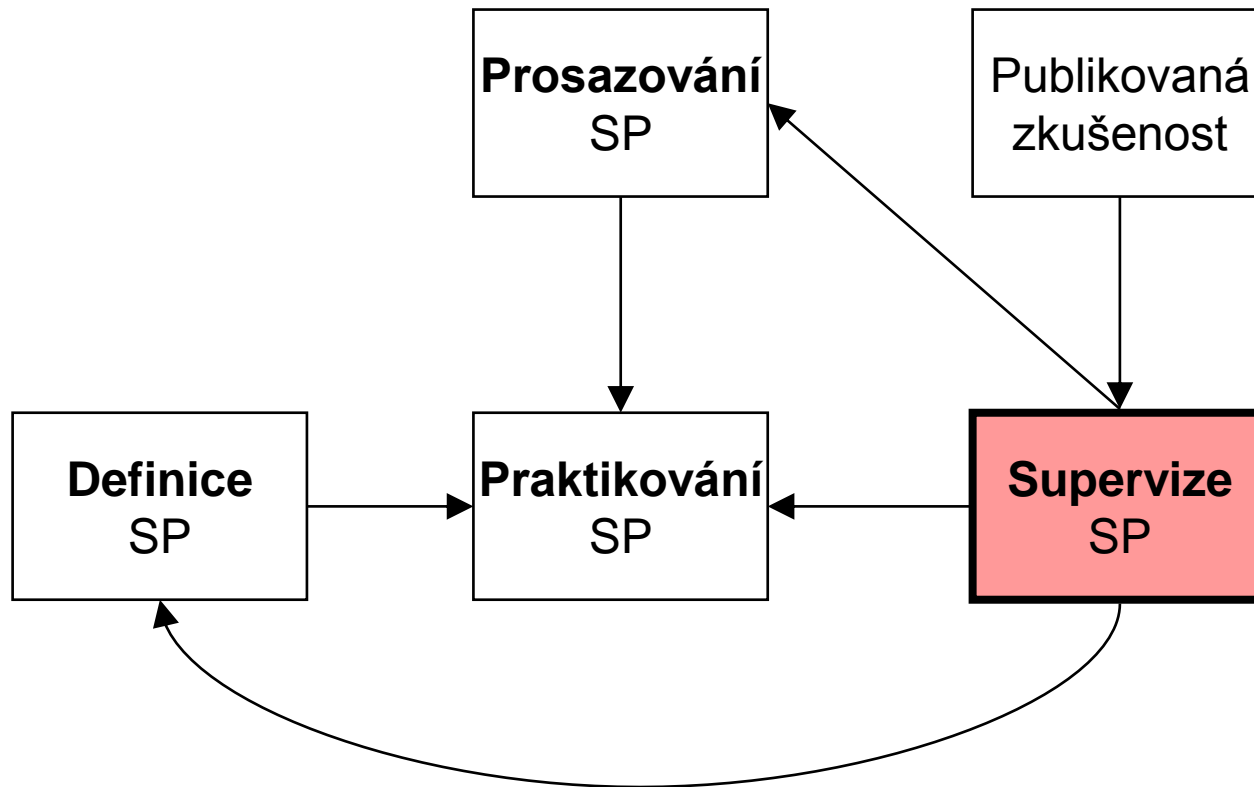 Prosazování
SP
Publikovaná
zkušenost
Definice
SP
Praktikování
SP
Supervize
SP